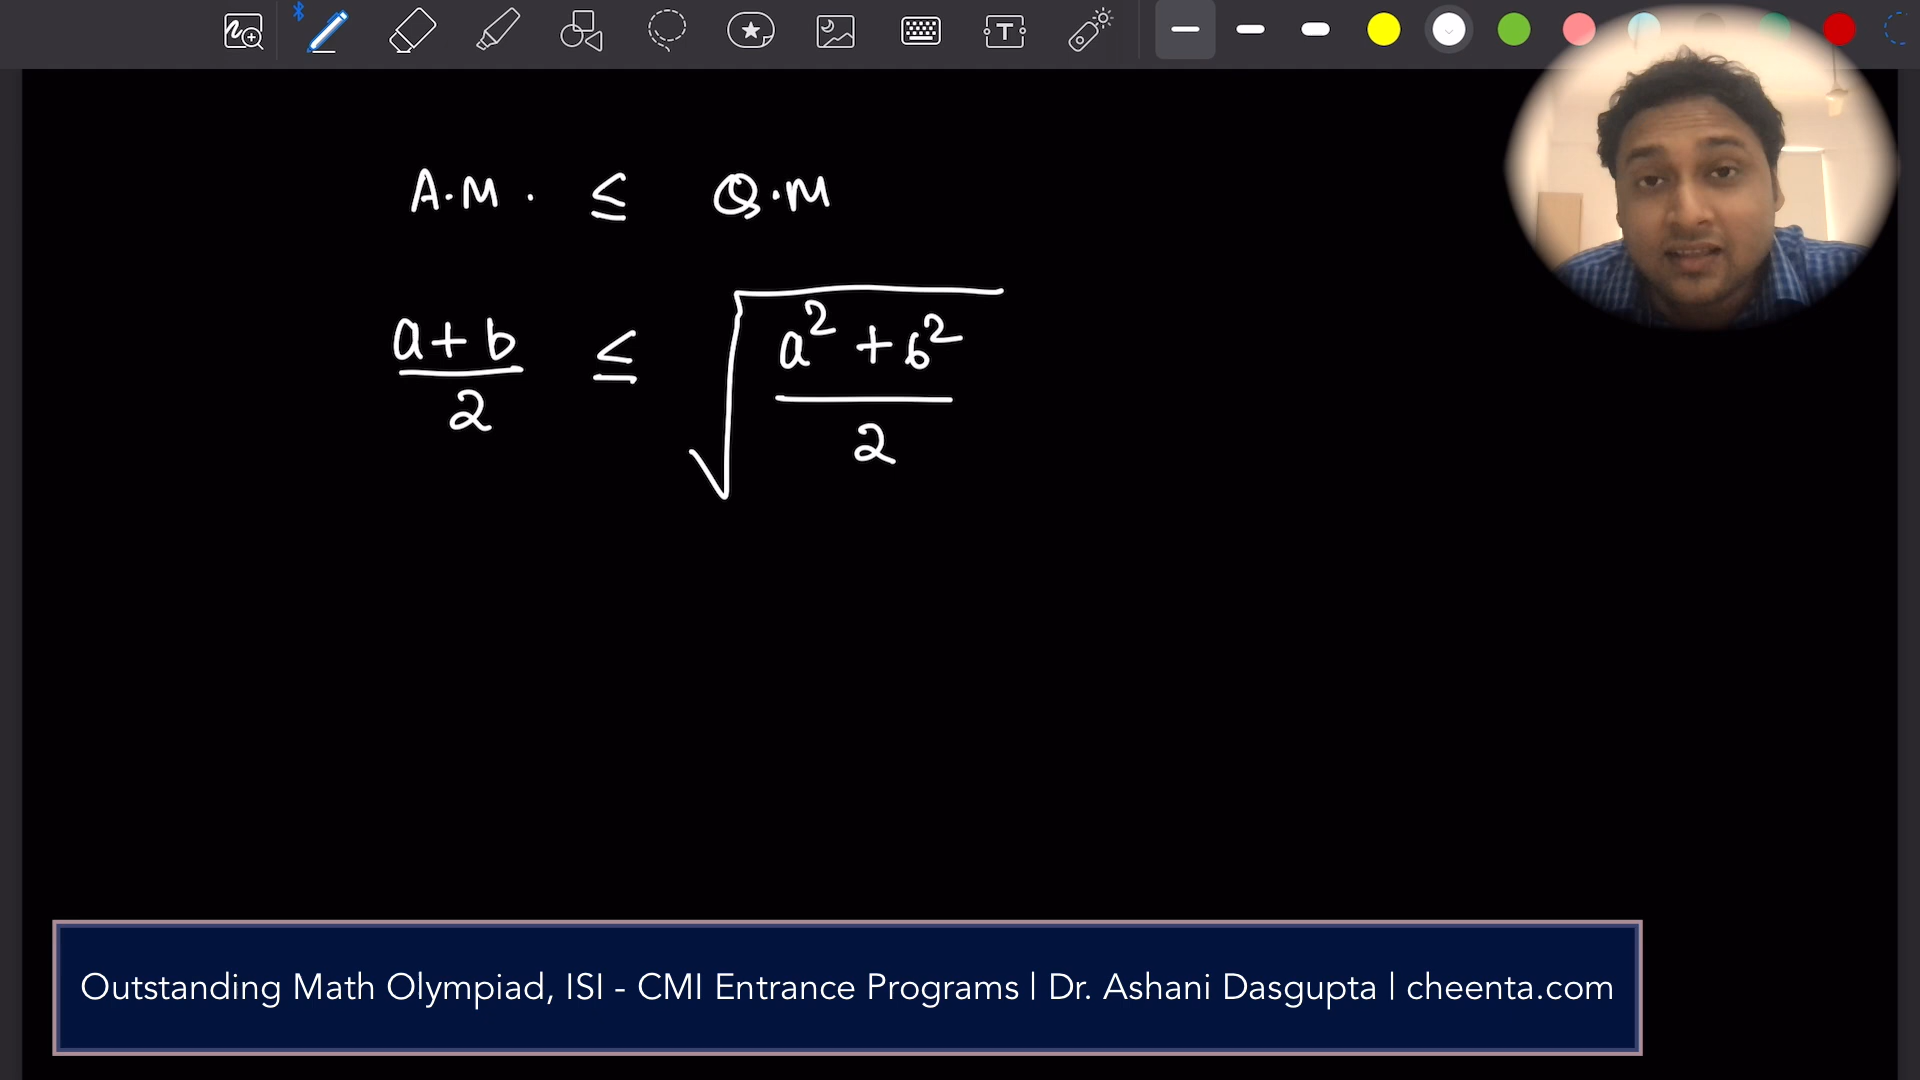 A.M. ≤ Q.M
(a + b)/2 ≤ √((a² + b²)/2)
Outstanding Math Olympiad, ISI - CMI Entrance Programs | Dr. Ashani Dasgupta | cheenta.com